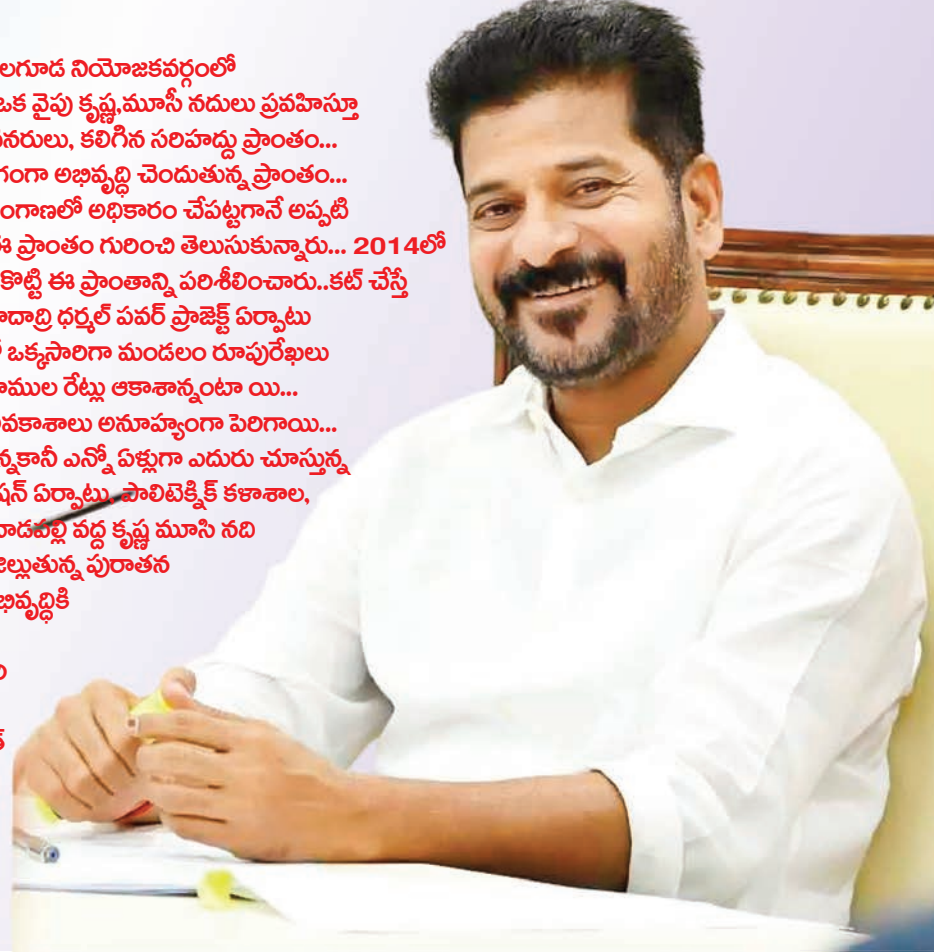 లగూడ నియోజకవర్గంలో
ఒక వైపు కృష్ణ,మూసీ నదులు ప్రవహిస్తూ
వనరులు, కలిగిన సరిహద్దు ప్రాంతం...
గంగా అభివృద్ధి చెందుతున్న ప్రాంతం...
ంగాణలో అధికారం చేపట్టగానే అప్పటి
ఈ ప్రాంతం గురించి తెలుసుకున్నారు... 2014లో
కొట్టి ఈ ప్రాంతాన్ని పరిశీలించారు..కట్ చేస్తే
దాద్రి ధర్మల్ పవర్ ప్రాజెక్ట్ ఏర్పాటు
ఒక్కసారిగా మండలం రూపురేఖలు
ాముల రేట్లు ఆకాశాన్నంటా యి...
వకాశాలు అనూహ్యంగా పెరిగాయి...
న్నకానీ ఎన్నో ఏళ్లుగా ఎదురు చూస్తున్న
షన్ ఏర్పాటు, పాలిటెక్నిక్ కళాశాల,
వాడపల్లి వద్ద కృష్ణ మూసి నది
జిల్లుతున్న పురాతన
భివృద్ధికి